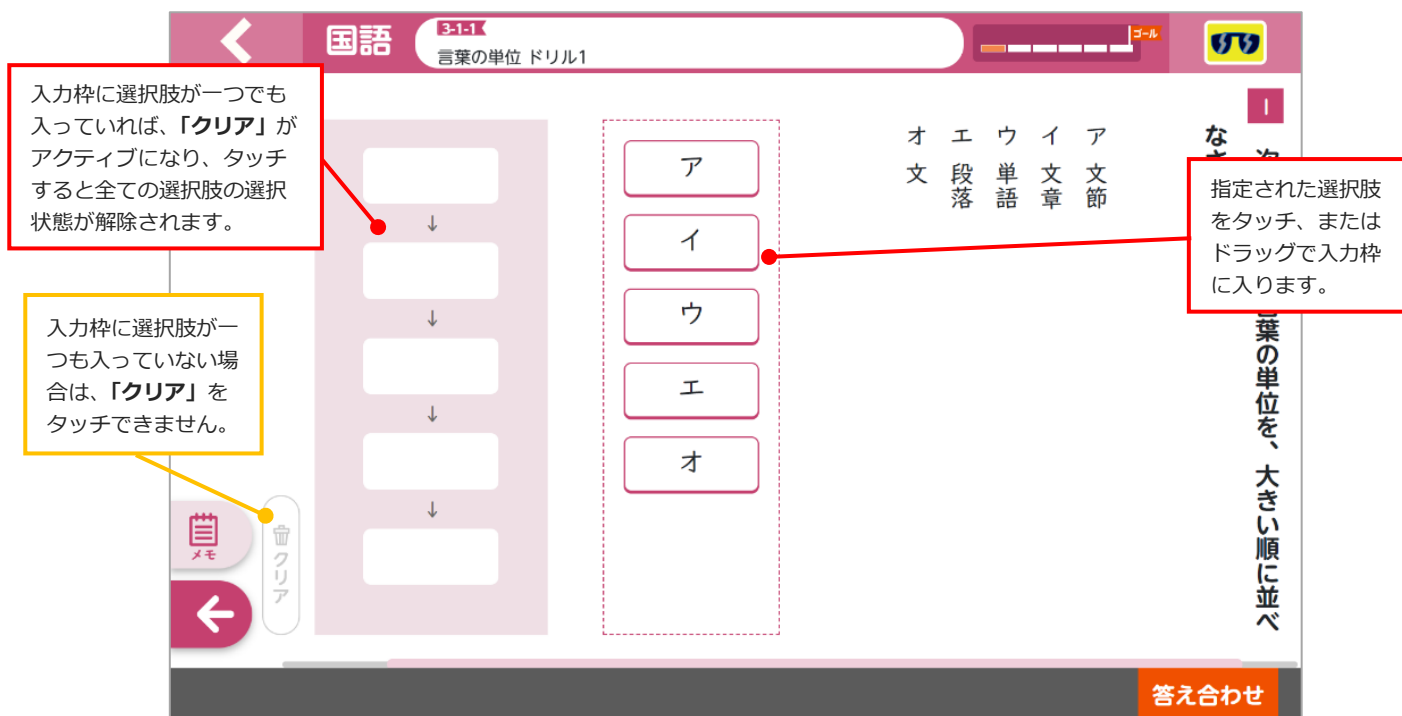 国語
3-1-1
言葉の単位 ドリル1
ゴール
入力枠に選択肢が一つでも
入っていれば、「クリア」が
アクティブになり、タッチ
すると全ての選択肢の選択
状態が解除されます。
入力枠に選択肢が一
つも入っていない場
合は、「クリア」を
タッチできません。
指定された選択肢
をタッチ、または
ドラッグで入力枠
に入ります。
1
言葉の単位を、大きい順に並べ
な
ア 文節
イ 文章
ウ 単語
エ 段落
オ 文
ア
イ
ウ
エ
オ
↓
↓
↓
↓
メモ
クリア
答え合わせ